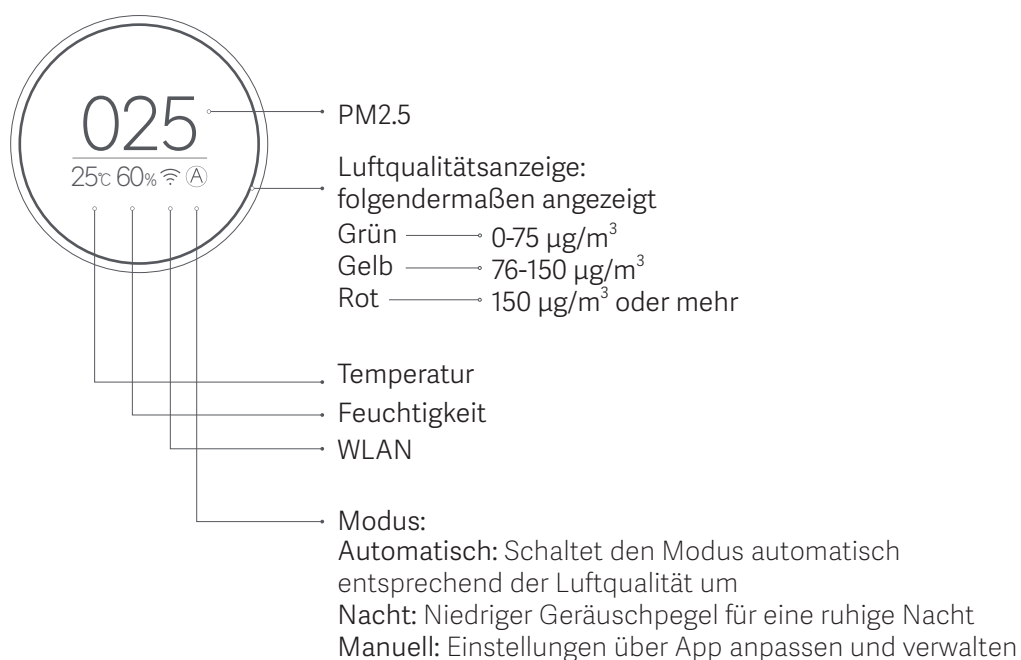 025
25℃ 60% A
PM2.5
Luftqualitätsanzeige:
folgendermaßen angezeigt
Grün 0-75 µg/m³
Gelb 76-150 µg/m³
Rot 150 µg/m³ oder mehr
Temperatur
Feuchtigkeit
WLAN
Modus:
Automatisch: Schaltet den Modus automatisch
entsprechend der Luftqualität um
Nacht: Niedriger Geräuschpegel für eine ruhige Nacht
Manuell: Einstellungen über App anpassen und verwalten